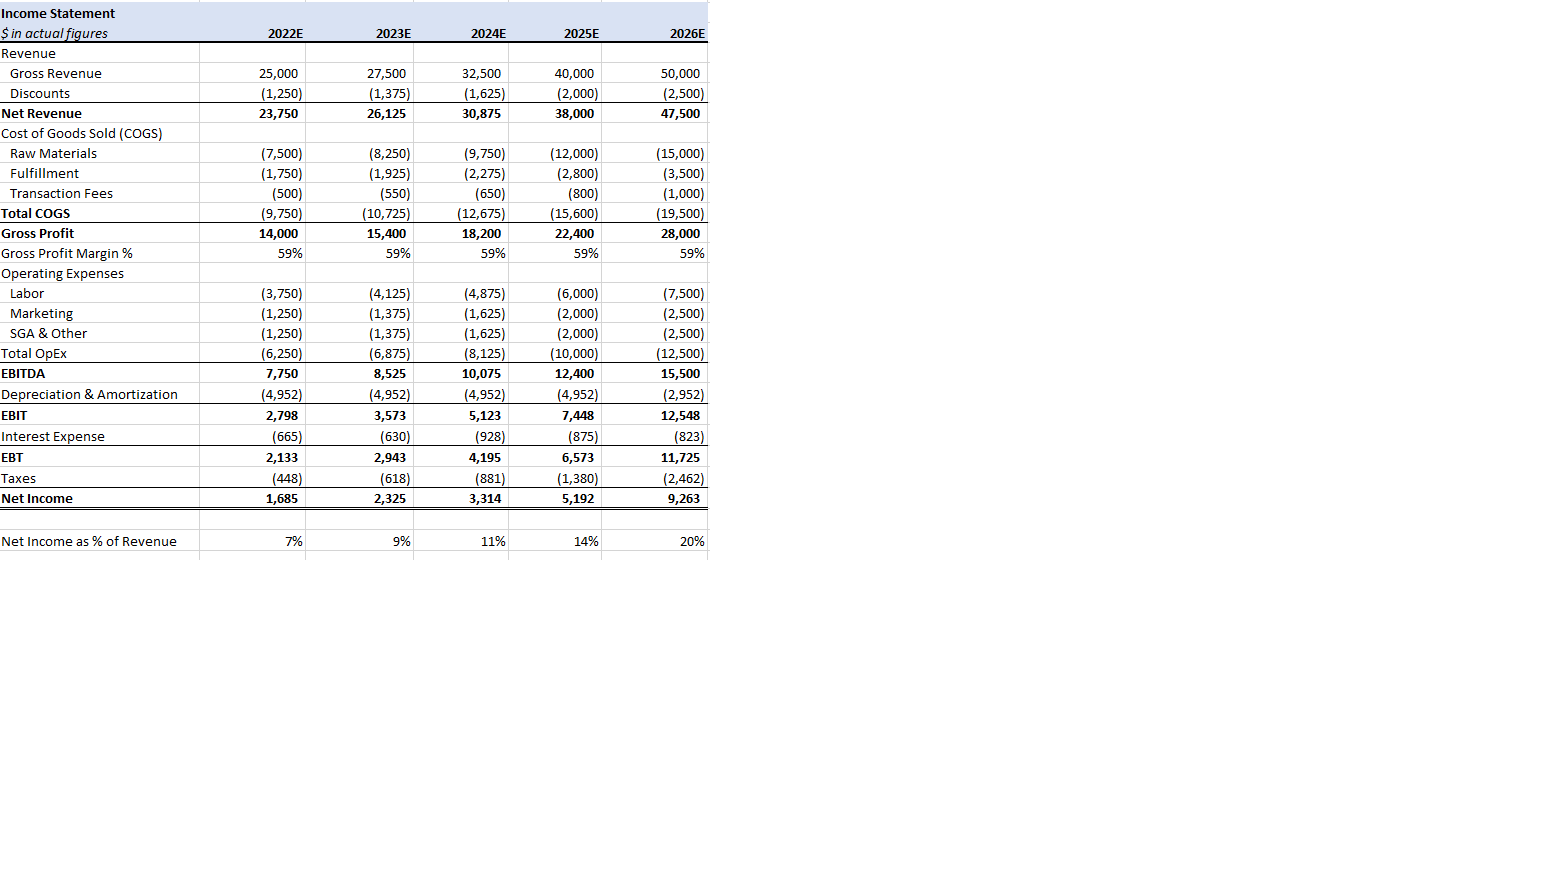 Income Statement
$ in actual figures 2022E 2023E 2024E 2025E 2026E
Revenue
Gross Revenue 25,000 27,500 32,500 40,000 50,000
Discounts (1,250) (1,375) (1,625) (2,000) (2,500)
Net Revenue 23,750 26,125 30,875 38,000 47,500
Cost of Goods Sold (COGS)
Raw Materials (7,500) (8,250) (9,750) (12,000) (15,000)
Fulfillment (1,750) (1,925) (2,275) (2,800) (3,500)
Transaction Fees (500) (550) (650) (800) (1,000)
Total COGS (9,750) (10,725) (12,675) (15,600) (19,500)
Gross Profit 14,000 15,400 18,200 22,400 28,000
Gross Profit Margin % 59% 59% 59% 59% 59%
Operating Expenses
Labor (3,750) (4,125) (4,875) (6,000) (7,500)
Marketing (1,250) (1,375) (1,625) (2,000) (2,500)
SGA & Other (1,250) (1,375) (1,625) (2,000) (2,500)
Total OpEx (6,250) (6,875) (8,125) (10,000) (12,500)
EBITDA 7,750 8,525 10,075 12,400 15,500
Depreciation & Amortization (4,952) (4,952) (4,952) (4,952) (2,952)
EBIT 2,798 3,573 5,123 7,448 12,548
Interest Expense (665) (630) (928) (875) (823)
EBT 2,133 2,943 4,195 6,573 11,725
Taxes (448) (618) (881) (1,380) (2,462)
Net Income 1,685 2,325 3,314 5,192 9,263
Net Income as % of Revenue 7% 9% 11% 14% 20%